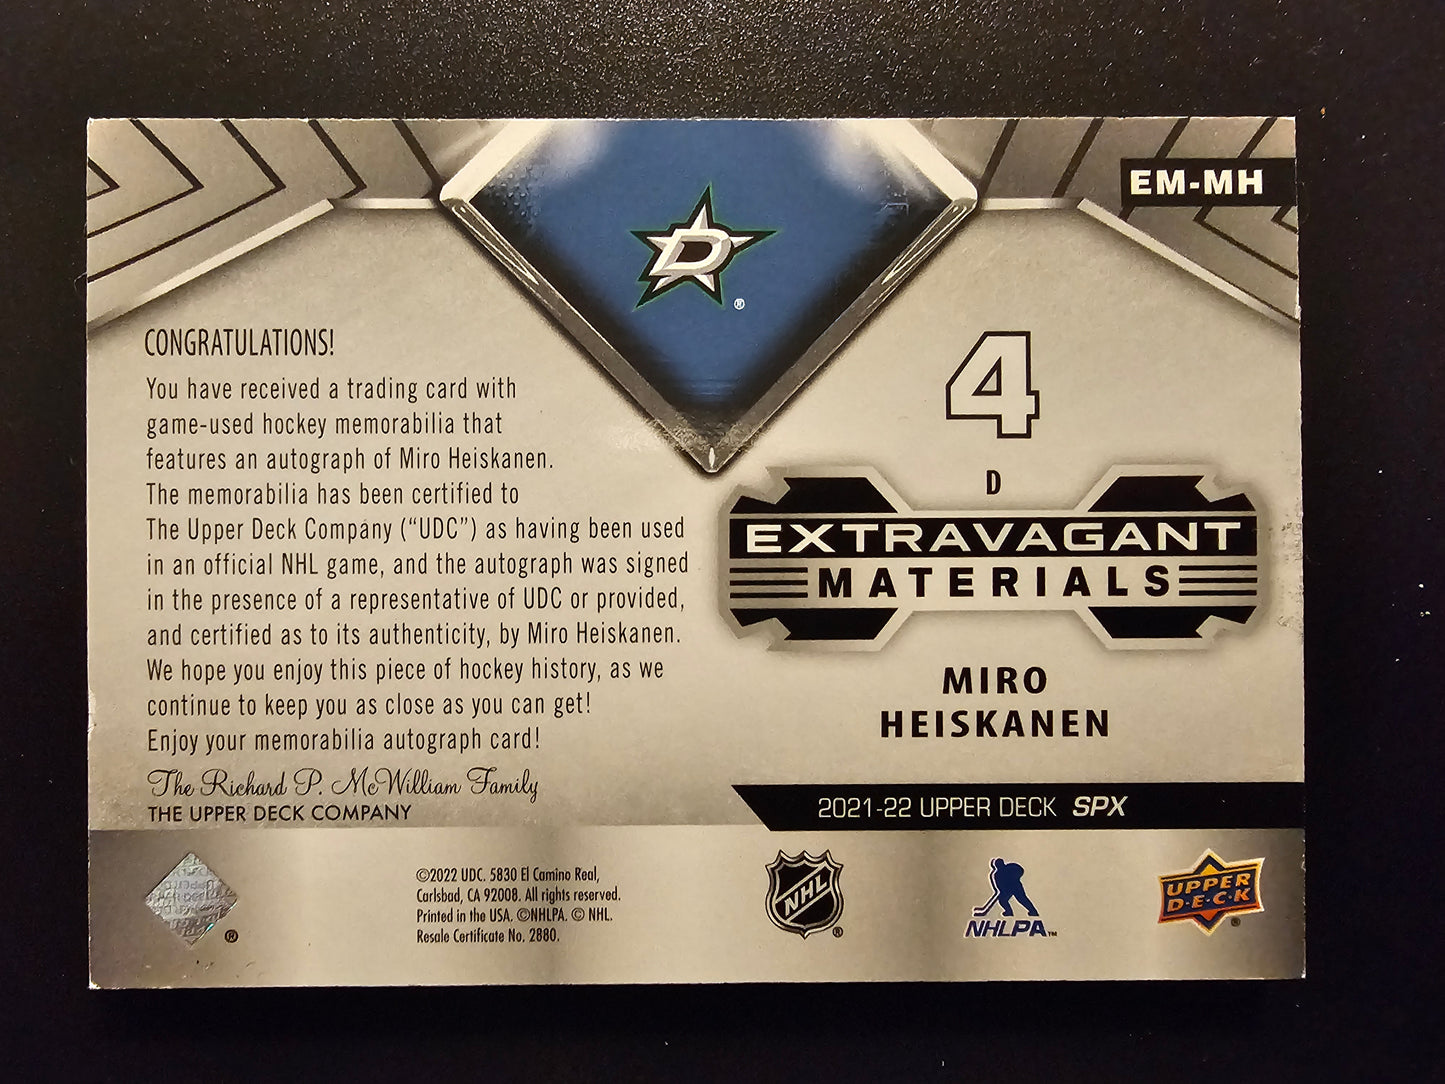 EM-MH
D
®
CONGRATULATIONS!
You have received a trading card with
game-used hockey memorabilia that
features an autograph of Miro Heiskanen.
The memorabilia has been certified to
The Upper Deck Company (“UDC”) as having been used
in an official NHL game, and the autograph was signed
in the presence of a representative of UDC or provided,
and certified as to its authenticity, by Miro Heiskanen.
We hope you enjoy this piece of hockey history, as we
continue to keep you as close as you can get!
Enjoy your memorabilia autograph card!
The Richard P. McWilliam Family
THE UPPER DECK COMPANY
4
D
EXTRAVAGANT
MATERIALS
MIRO
HEISKANEN
2021-22 UPPER DECK SPX
®
©2022 UDC. 5830 El Camino Real,
Carlsbad, CA 92008. All rights reserved.
Printed in the USA. ©NHLPA. © NHL.
Resale Certificate No. 2880.
NHL
®
NHLPA™
UPPER
D·E·C·K
®